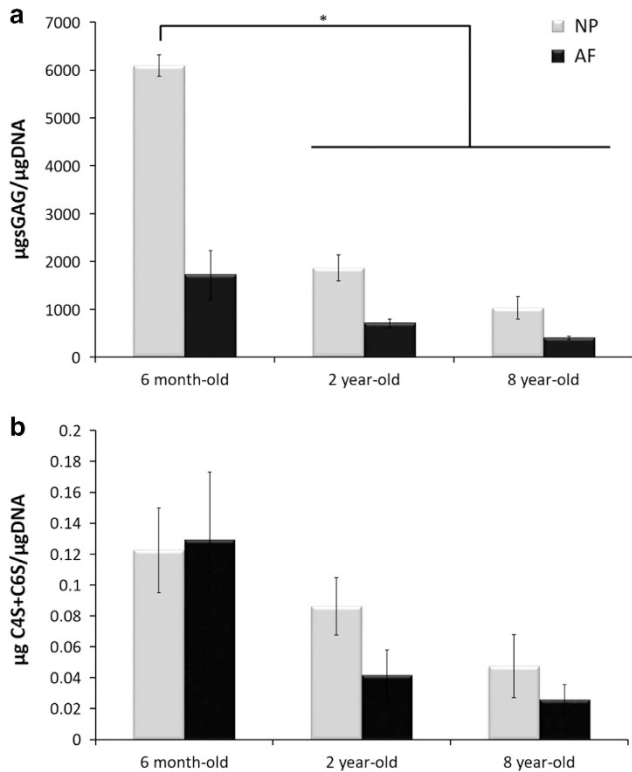 a
*
NP
AF
7000
6000
5000
4000
3000
2000
1000
0
µgsGAG/µgDNA
6 month-old
2 year-old
8 year-old
b
0.2
0.18
0.16
0.14
0.12
0.1
0.08
0.06
0.04
0.02
0
µg C4S+C6S/µgDNA
6 month-old
2 year-old
8 year-old